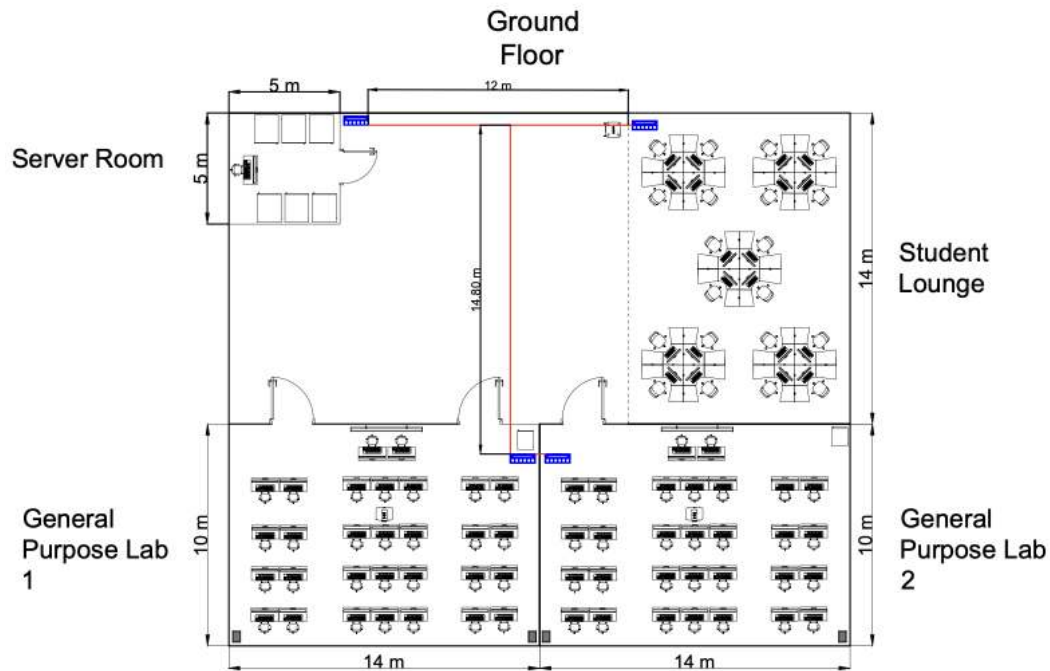 Ground
Floor
5 m
12 m
Server Room
5 m
14.80 m
14 m
Student
Lounge
General
Purpose Lab
1
10 m
10 m
General
Purpose Lab
2
14 m
14 m